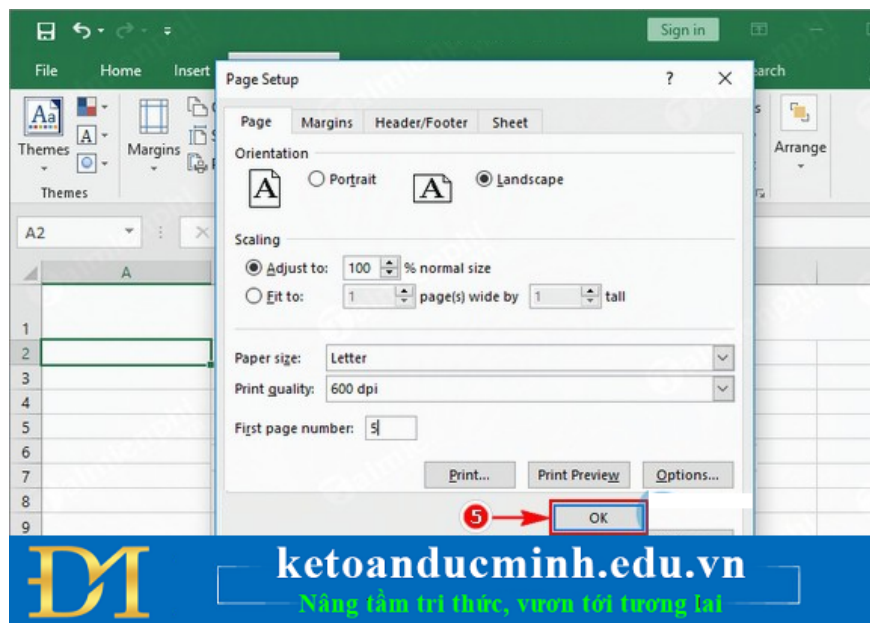 Sign in
File Home Insert earch
Page Setup ? ×
Page Margins Header/Footer Sheet
Orientation
A Portrait A Landscape
Aa
A
Themes Margins Arrange
Themes
A2
Scaling
Adjust to: 100 % normal size
Fit to: 1 page(s) wide by 1 tall
A
1
2
3
4
5
6
7
8
9
Paper size: Letter
Print quality: 600 dpi
First page number: 5
Print... Print Preview Options...
5 OK
ĐM ketoanducminh.edu.vn
Nâng tầm tri thức, vươn tới tương lai